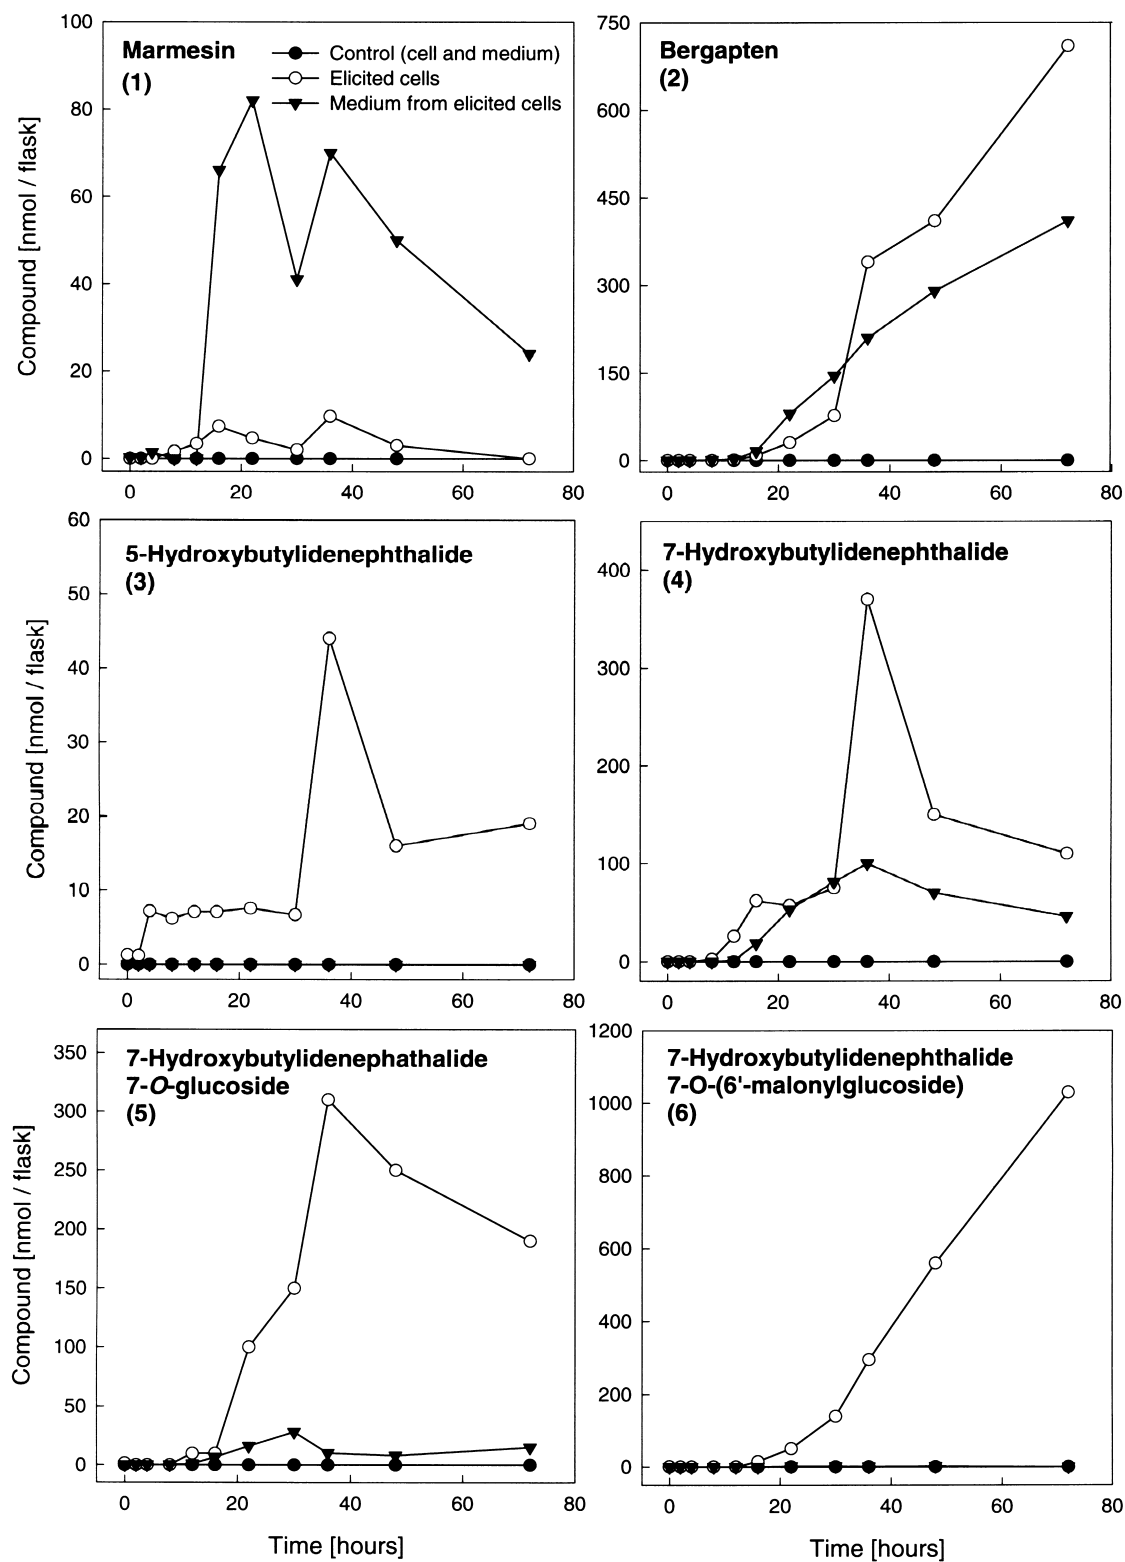 Marmesin
(1)
Control (cell and medium)
Elicited cells
Medium from elicited cells
Compound [nmol / flask]
100
80
60
40
20
0
0 20 40 60 80
Bergapten
(2)
750
600
450
300
150
0
0 20 40 60 80
5-Hydroxybutylidenephthalide
(3)
Compound [nmol / flask]
60
50
40
30
20
10
0
0 20 40 60 80
7-Hydroxybutylidenephthalide
(4)
400
300
200
100
0
0 20 40 60 80
7-Hydroxybutylidenephathalide
7-O-glucoside
(5)
Compound [nmol / flask]
350
300
250
200
150
100
50
0
0 20 40 60 80
Time [hours]
7-Hydroxybutylidenephthalide
7-O-(6'-malonylglucoside)
(6)
1200
1000
800
600
400
200
0
0 20 40 60 80
Time [hours]